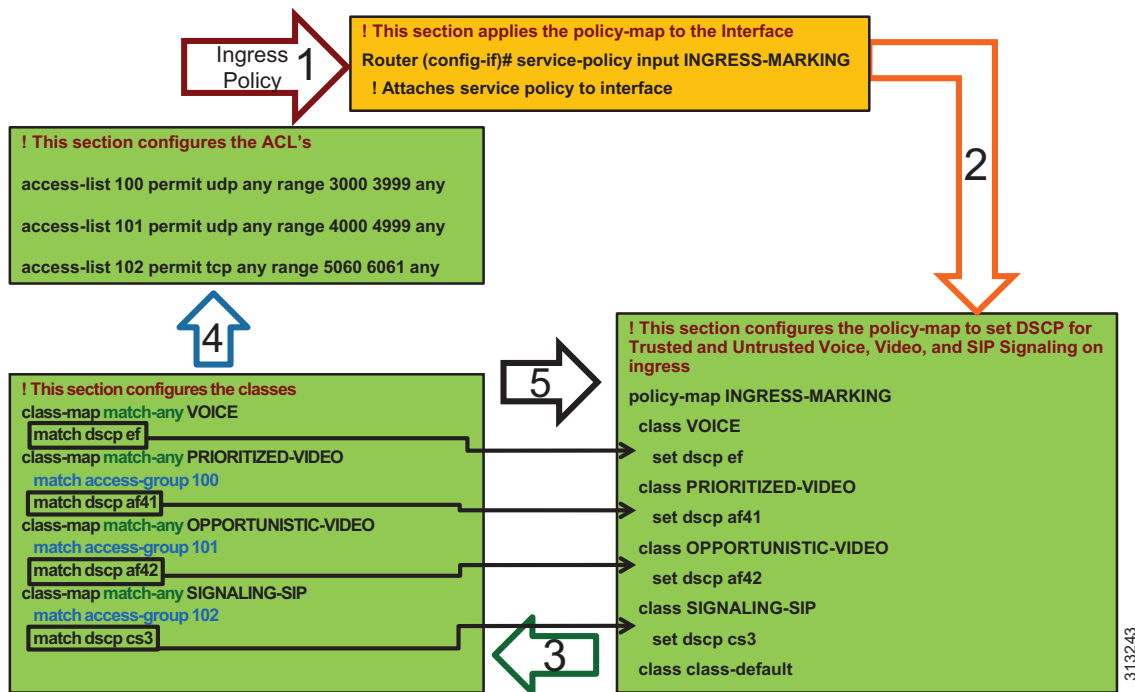 Ingress
Policy
1
! This section applies the policy-map to the Interface
Router (config-if)# service-policy input INGRESS-MARKING
! Attaches service policy to interface
2
! This section configures the ACL's
access-list 100 permit udp any range 3000 3999 any
access-list 101 permit udp any range 4000 4999 any
access-list 102 permit tcp any range 5060 6061 any
4
! This section configures the classes
class-map match-any VOICE
match dscp ef
class-map match-any PRIORITIZED-VIDEO
match access-group 100
match dscp af41
class-map match-any OPPORTUNISTIC-VIDEO
match access-group 101
match dscp af42
class-map match-any SIGNALING-SIP
match access-group 102
match dscp cs3
5
3
! This section configures the policy-map to set DSCP for
Trusted and Untrusted Voice, Video, and SIP Signaling on
ingress
policy-map INGRESS-MARKING
class VOICE
set dscp ef
class PRIORITIZED-VIDEO
set dscp af41
class OPPORTUNISTIC-VIDEO
set dscp af42
class SIGNALING-SIP
set dscp cs3
class class-default
313243